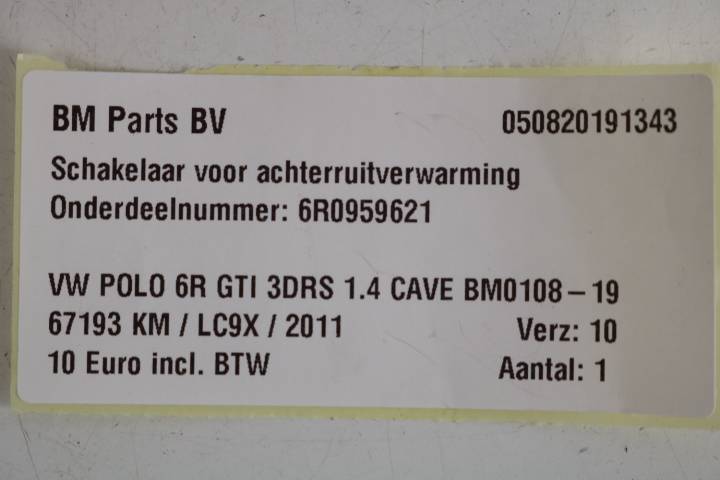 BM Parts BV 050820191343
Schakelaar voor achterruitverwarming
Onderdeelnummer: 6R0959621
VW POLO 6R GTI 3DRS 1.4 CAVE BM0108-19
67193 KM / LC9X / 2011 Verz: 10
10 Euro incl. BTW Aantal: 1